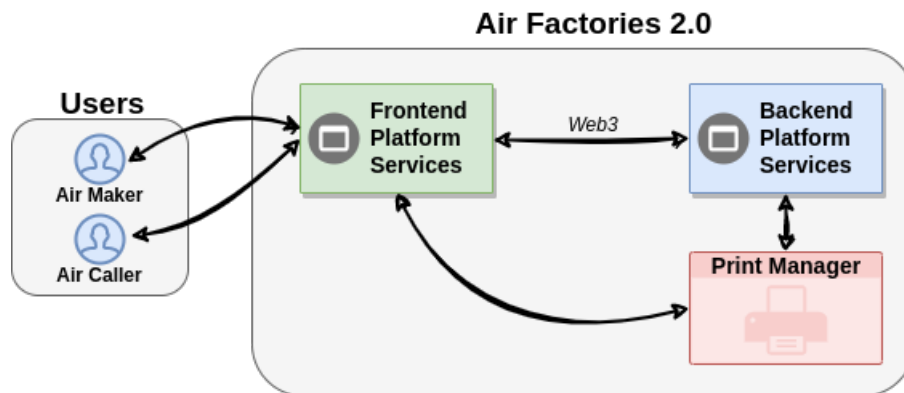 Air Factories 2.0
Users
Air Maker
Air Caller
Frontend
Platform
Services
Web3
Backend
Platform
Services
Print Manager